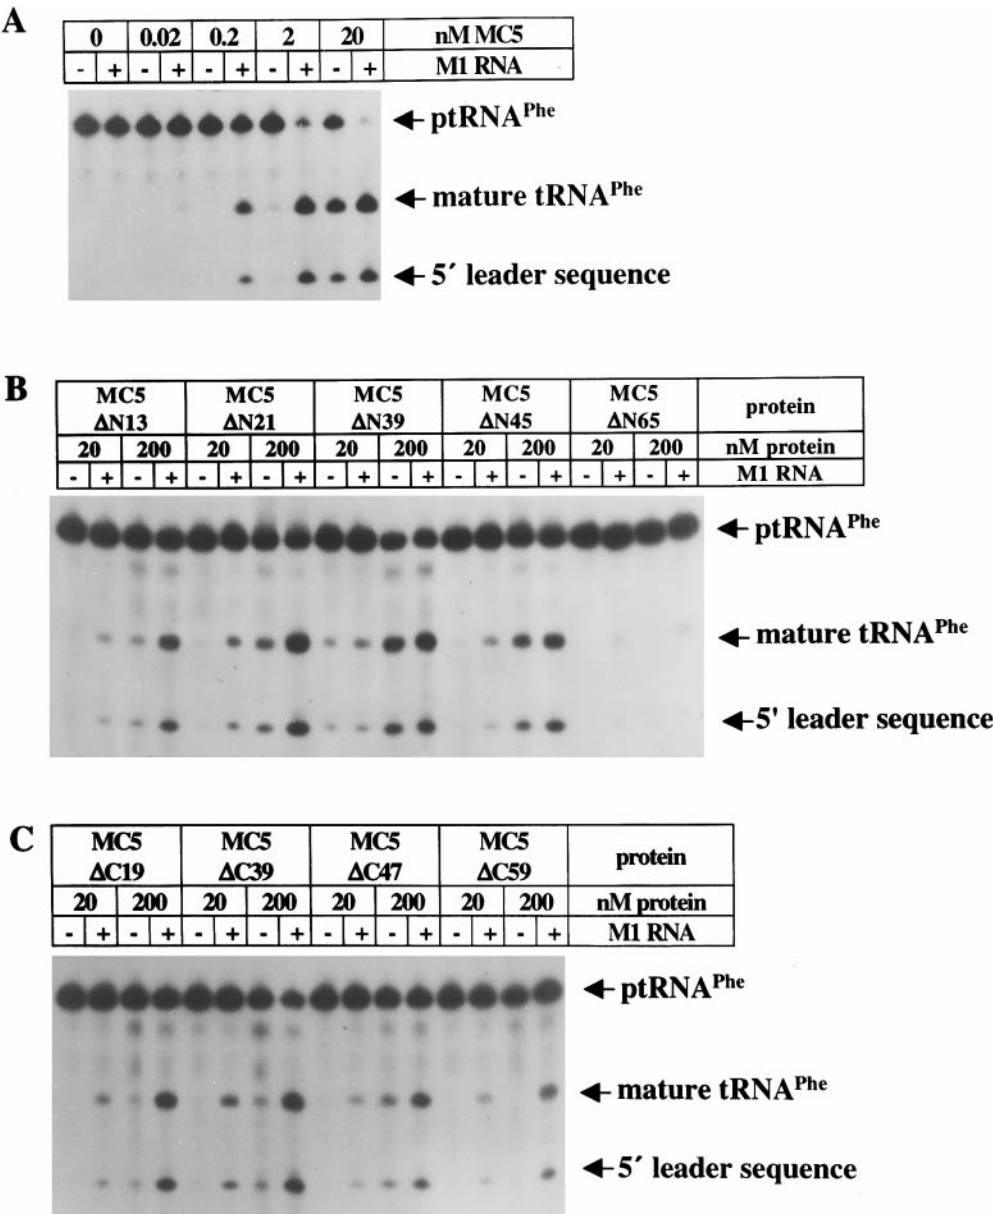 A
0 0.02 0.2 2 20 nM MC5
- + - + - + - + - + M1 RNA
ptRNAPhe
mature tRNAPhe
5´ leader sequence
B
MC5 MC5 MC5 MC5 MC5
ΔN13 ΔN21 ΔN39 ΔN45 ΔN65 protein
20 200 20 200 20 200 20 200 20 200 nM protein
- + - + - + - + - + - + - + - + - + - + M1 RNA
ptRNAPhe
mature tRNAPhe
5' leader sequence
C
MC5 MC5 MC5 MC5
ΔC19 ΔC39 ΔC47 ΔC59 protein
20 200 20 200 20 200 20 200 nM protein
- + - + - + - + - + - + - + - + M1 RNA
ptRNAPhe
mature tRNAPhe
5´ leader sequence